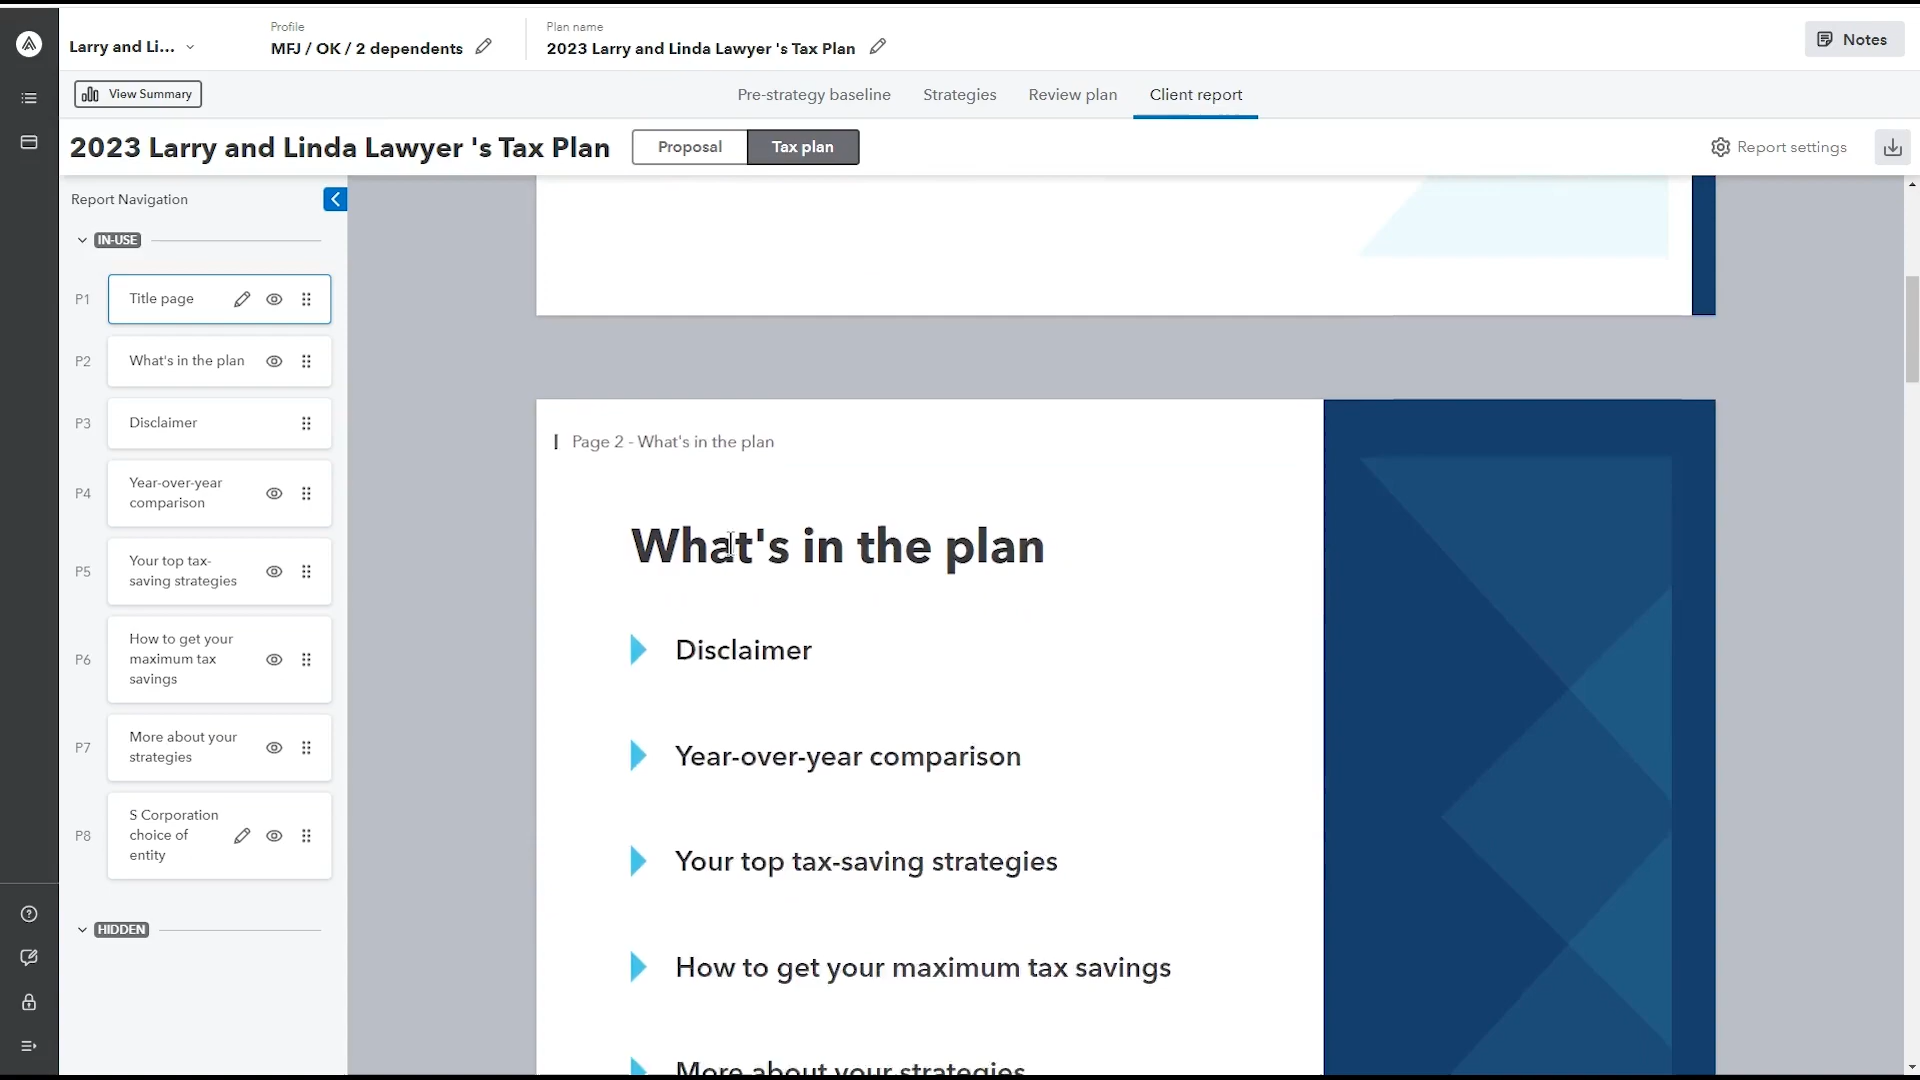 Larry and Li...
Profile
MFJ / OK / 2 dependents
Plan name
2023 Larry and Linda Lawyer 's Tax Plan
Notes
View Summary
Pre-strategy baseline
Strategies
Review plan
Client report
2023 Larry and Linda Lawyer 's Tax Plan
Proposal
Tax plan
Report settings
Report Navigation
IN-USE
P1
Title page
P2
What's in the plan
P3
Disclaimer
P4
Year-over-year
comparison
P5
Your top tax-
saving strategies
P6
How to get your
maximum tax
savings
P7
More about your
strategies
P8
S Corporation
choice of
entity
HIDDEN
Page 2 - What's in the plan
What's in the plan
Disclaimer
Year-over-year comparison
Your top tax-saving strategies
How to get your maximum tax savings
More about your strategies